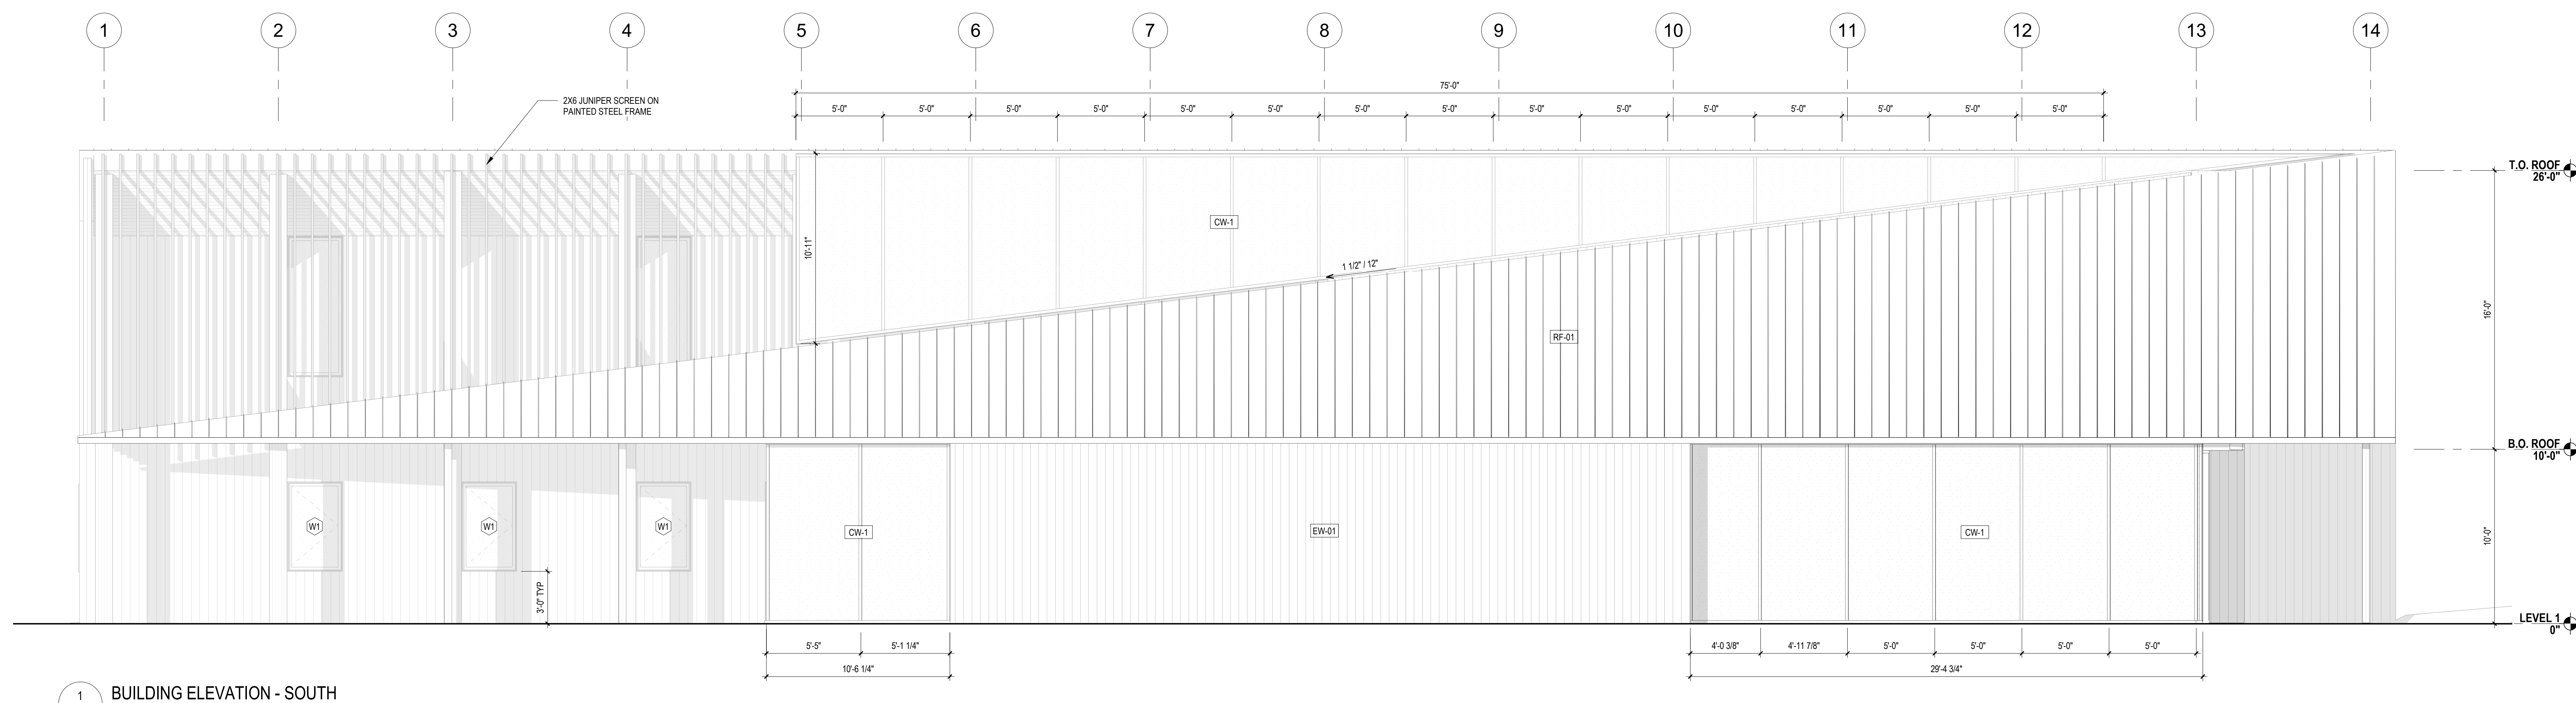 1 2 3 4 5 6 7 8 9 10 11 12 13 14
75'-0"
2X6 JUNIPER SCREEN ON
PAINTED STEEL FRAME
5'-0" 5'-0" 5'-0" 5'-0" 5'-0" 5'-0" 5'-0" 5'-0" 5'-0" 5'-0" 5'-0" 5'-0" 5'-0" 5'-0" 5'-0"
T.O. ROOF
26'-0"
CW-1
10'-11"
1 1/2" / 12"
16'-0"
RF-01
B.O. ROOF
10'-0"
W1 W1 W1
CW-1
EW-01
CW-1
10'-0"
3'-0" TYP
LEVEL 1
0"
5'-5" 5'-1 1/4"
4'-0 3/8" 4'-11 7/8" 5'-0" 5'-0" 5'-0" 5'-0"
10'-6 1/4"
29'-4 3/4"
1 BUILDING ELEVATION - SOUTH